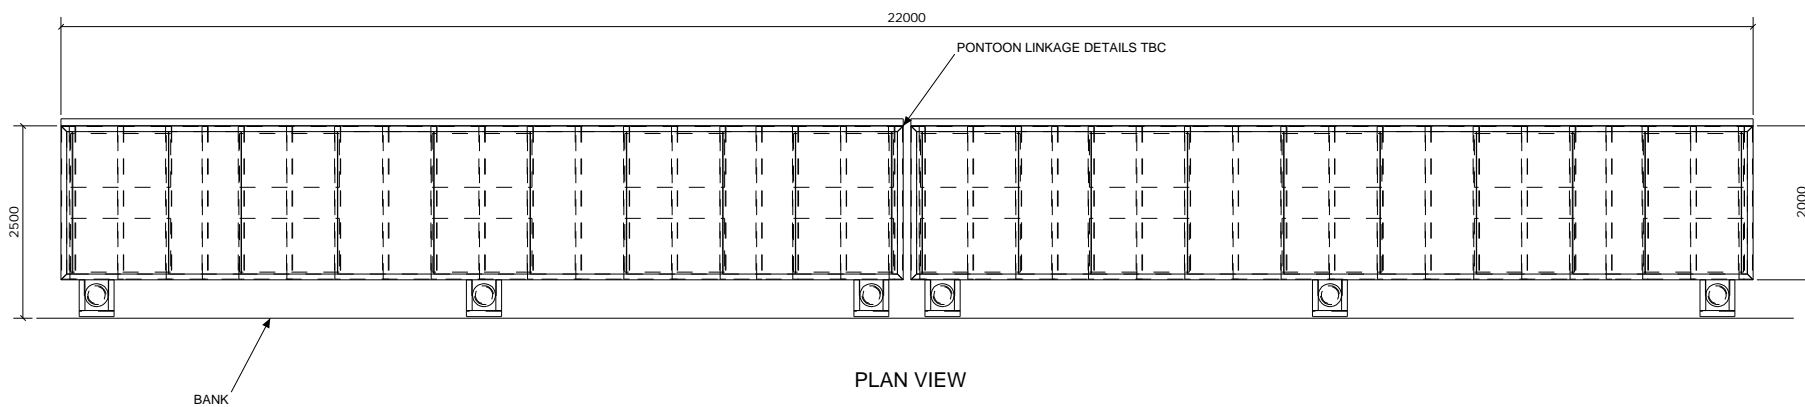 22000
PONTOON LINKAGE DETAILS TBC
2500
2000
PLAN VIEW
BANK